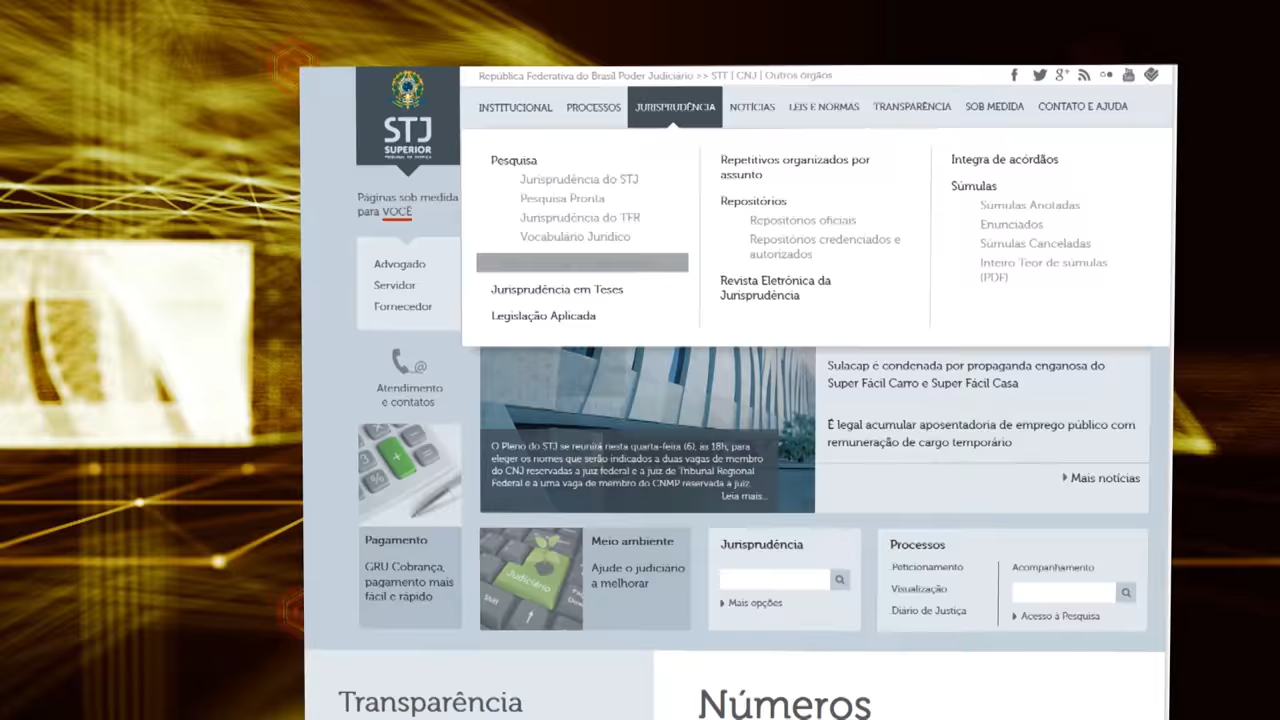 República Federativa do Brasil Poder Judiciário >> STF | CNJ | Outros órgãos
STJ
SUPERIOR
TRIBUNAL DE JUSTIÇA
INSTITUCIONAL PROCESSOS JURISPRUDÊNCIA NOTÍCIAS LEIS E NORMAS TRANSPARÊNCIA SOB MEDIDA CONTATO E AJUDA
Páginas sob medida
para VOCÊ
Advogado
Servidor
Fornecedor
Atendimento
e contatos
Pesquisa
Jurisprudência do STJ
Pesquisa Pronta
Jurisprudência do TFR
Vocabulário Jurídico
Jurisprudência em Teses
Legislação Aplicada
Repetitivos organizados por
assunto
Repositórios
Repositórios oficiais
Repositórios credenciados e
autorizados
Revista Eletrônica da
Jurisprudência
Integra de acórdãos
Súmulas
Súmulas Anotadas
Enunciados
Súmulas Canceladas
Inteiro Teor de súmulas
(PDF)
O Pleno do STJ se reunirá nesta quarta-feira (6), às 18h, para
eleger os nomes que serão indicados a duas vagas de membro
do CNJ reservadas a juiz federal e a juiz de Tribunal Regional
Federal e a uma vaga de membro do CNMP reservada a juiz.
Leia mais...
Sulacap é condenada por propaganda enganosa do
Super Fácil Carro e Super Fácil Casa
É legal acumular aposentadoria de emprego público com
remuneração de cargo temporário
Mais notícias
Pagamento
GRU Cobrança,
pagamento mais
fácil e rápido
Judiciário
Meio ambiente
Ajude o judiciário
a melhorar
Jurisprudência
Mais opções
Processos
Peticionamento
Visualização
Diário de Justiça
Acompanhamento
Acesso à Pesquisa
Transparência
Números